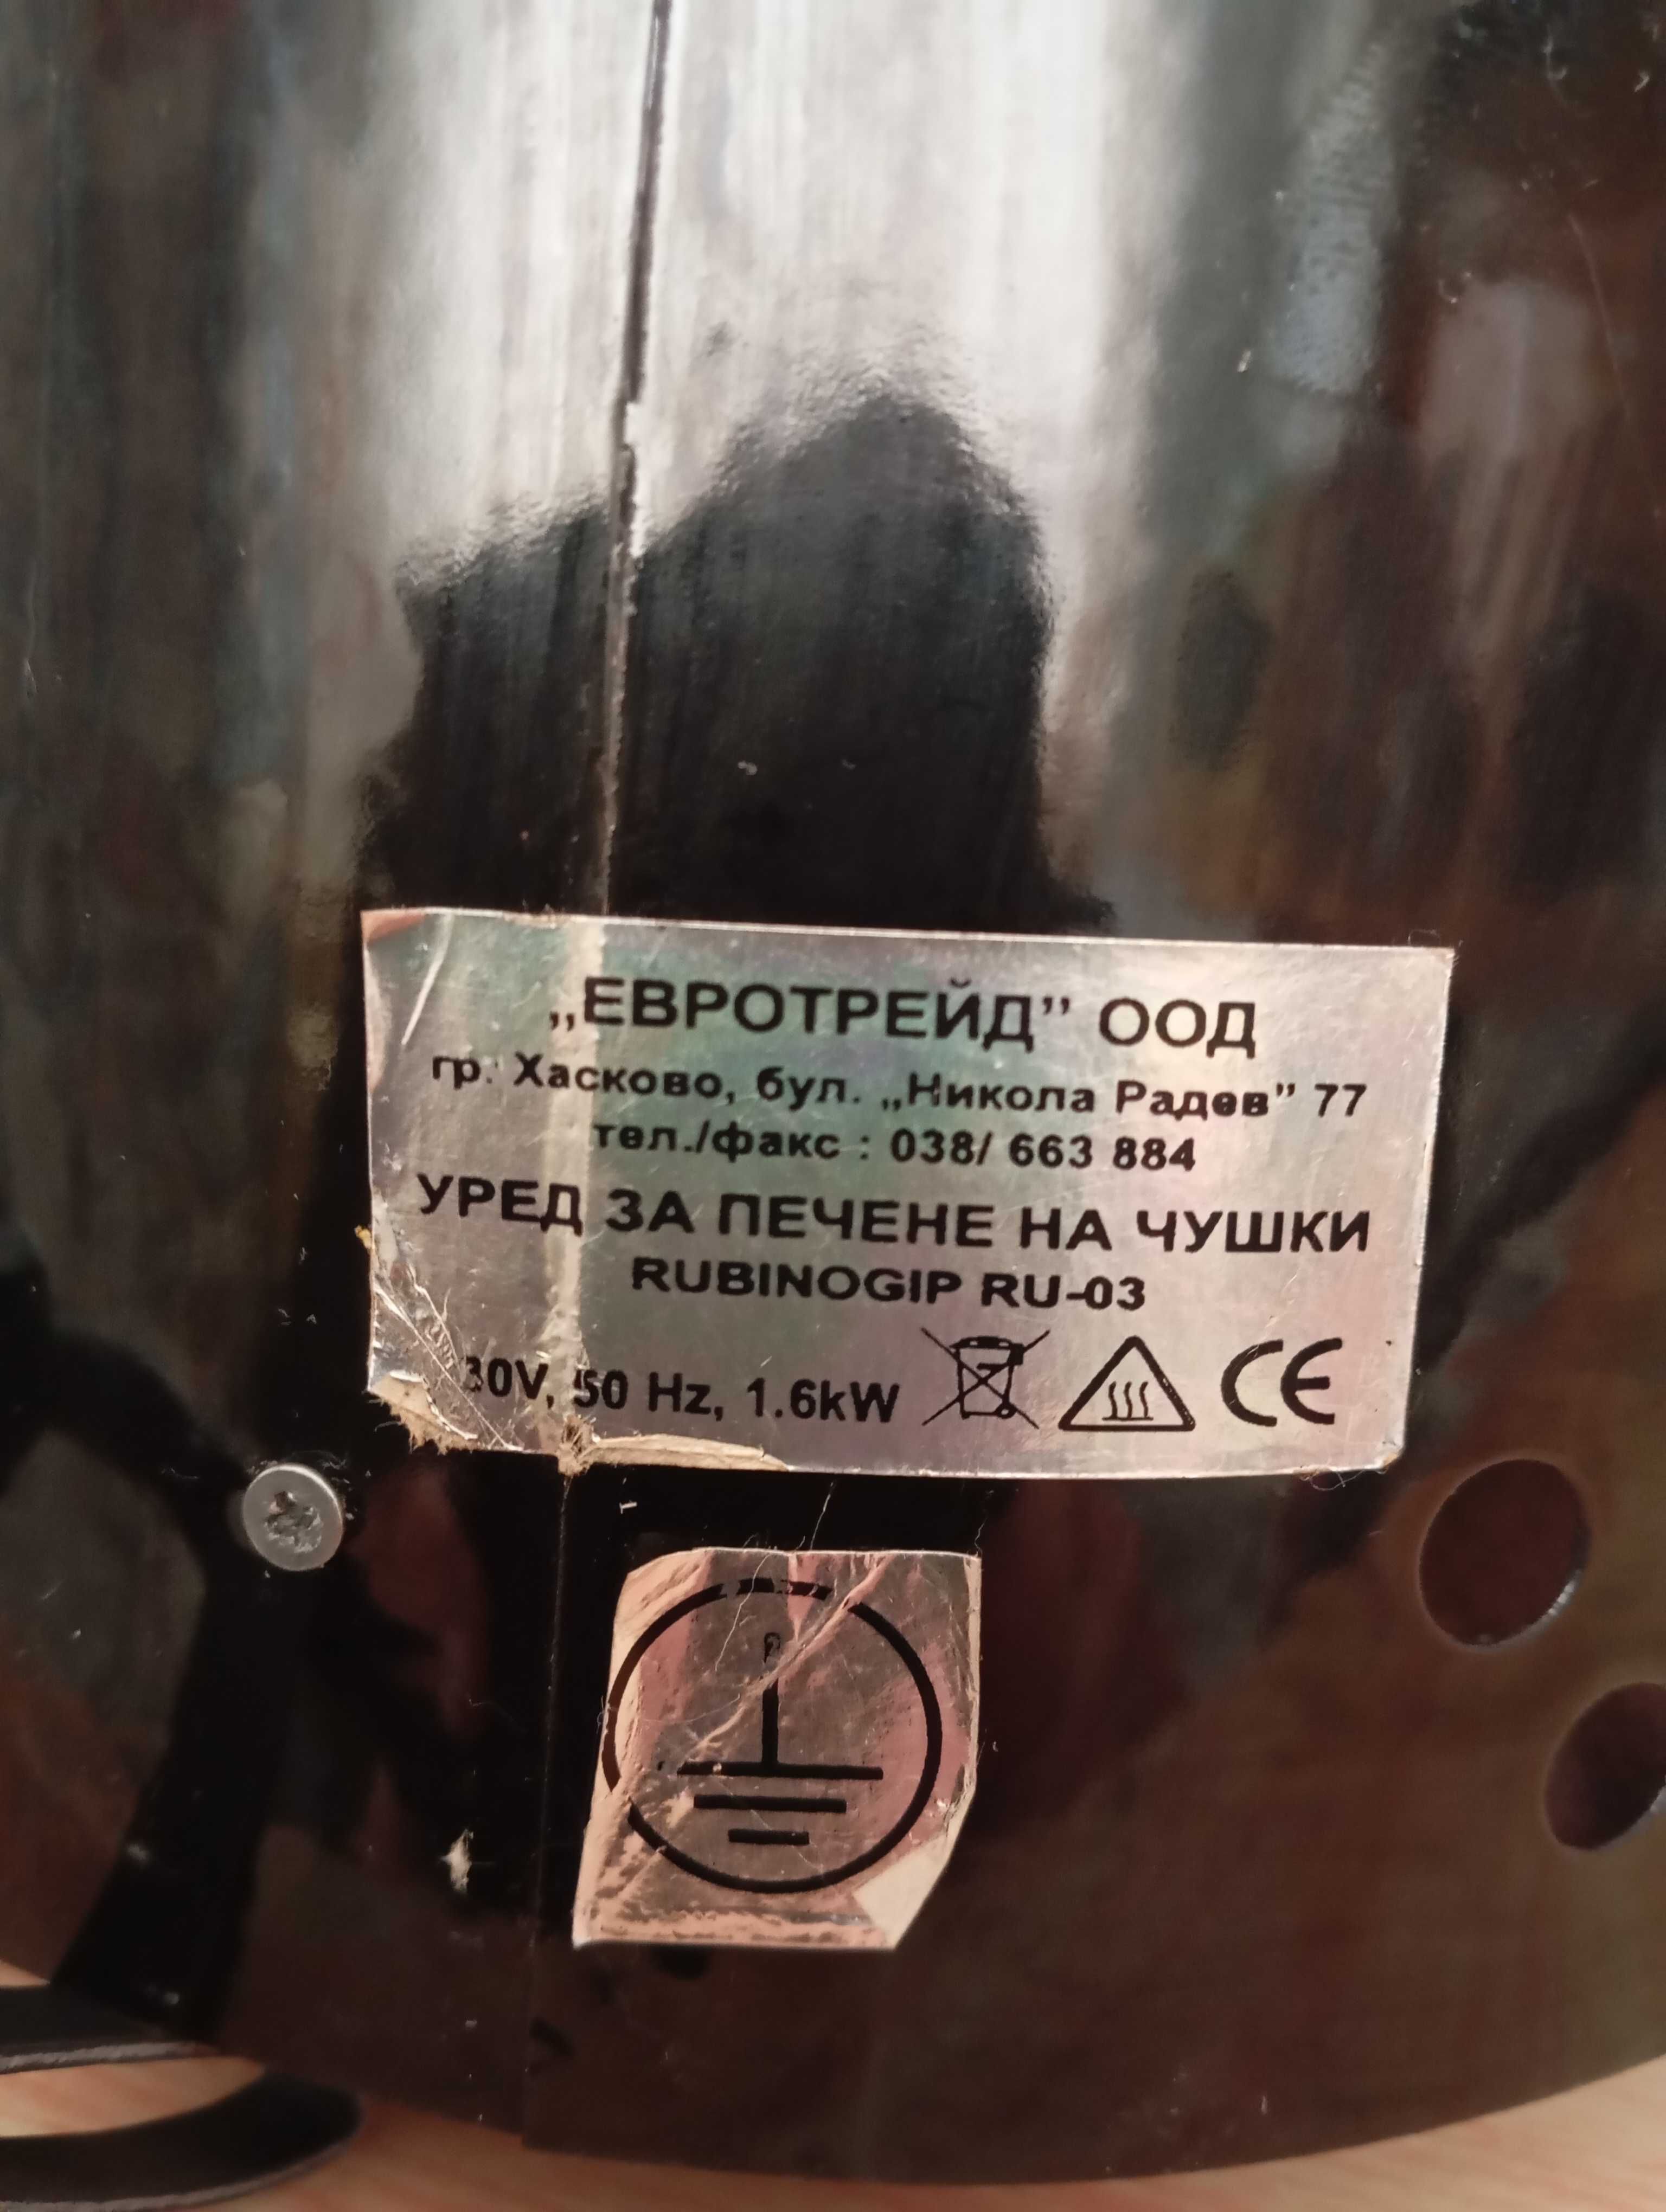 „ЕВРОТРЕЙД” ООД
гр. Хасково, бул. „Никола Радев” 77
тел./факс : 038/ 663 884
УРЕД ЗА ПЕЧЕНЕ НА ЧУШКИ
RUBINOGIP RU-03
30V, 50 Hz, 1.6kW CE